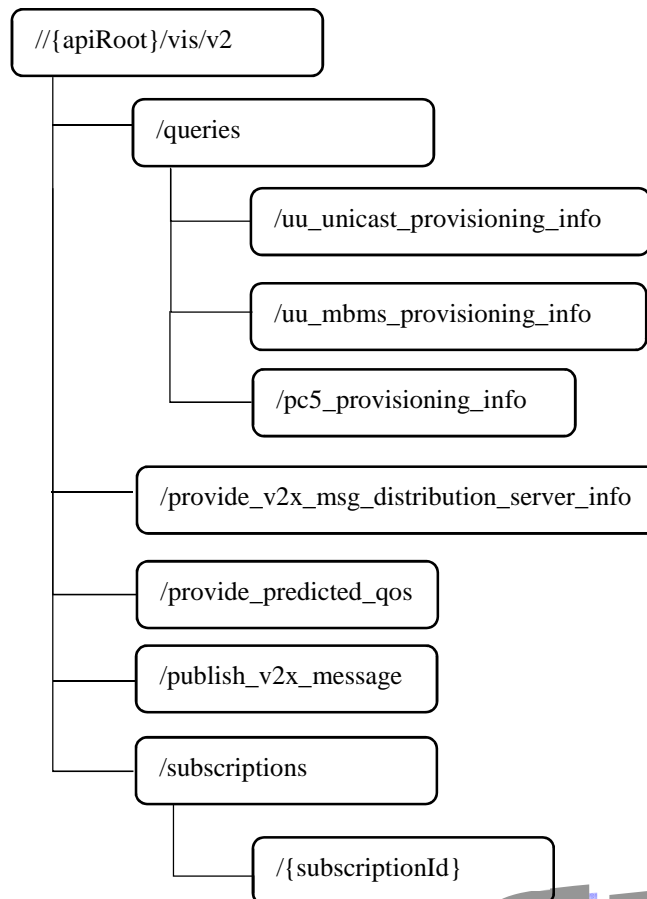 //{apiRoot}/vis/v2
/queries
/uu_unicast_provisioning_info
/uu_mbms_provisioning_info
/pc5_provisioning_info
/provide_v2x_msg_distribution_server_info
/provide_predicted_qos
/publish_v2x_message
/subscriptions
/{subscriptionId}